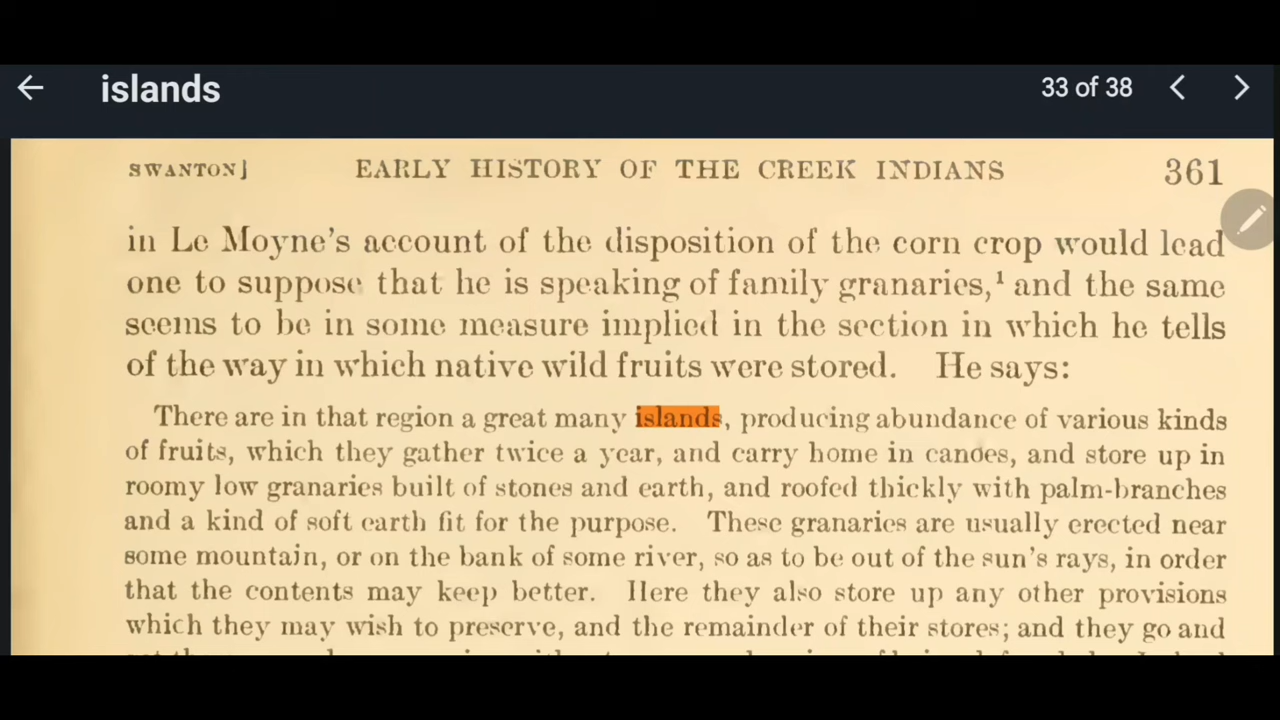 islands
33 of 38
SWANTON] EARLY HISTORY OF THE CREEK INDIANS 361
in Le Moyne's account of the disposition of the corn crop would lead
one to suppose that he is speaking of family granaries,¹ and the same
seems to be in some measure implied in the section in which he tells
of the way in which native wild fruits were stored. He says:
There are in that region a great many islands, producing abundance of various kinds
of fruits, which they gather twice a year, and carry home in canoes, and store up in
roomy low granaries built of stones and earth, and roofed thickly with palm-branches
and a kind of soft earth fit for the purpose. These granaries are usually erected near
some mountain, or on the bank of some river, so as to be out of the sun's rays, in order
that the contents may keep better. Here they also store up any other provisions
which they may wish to preserve, and the remainder of their stores; and they go and